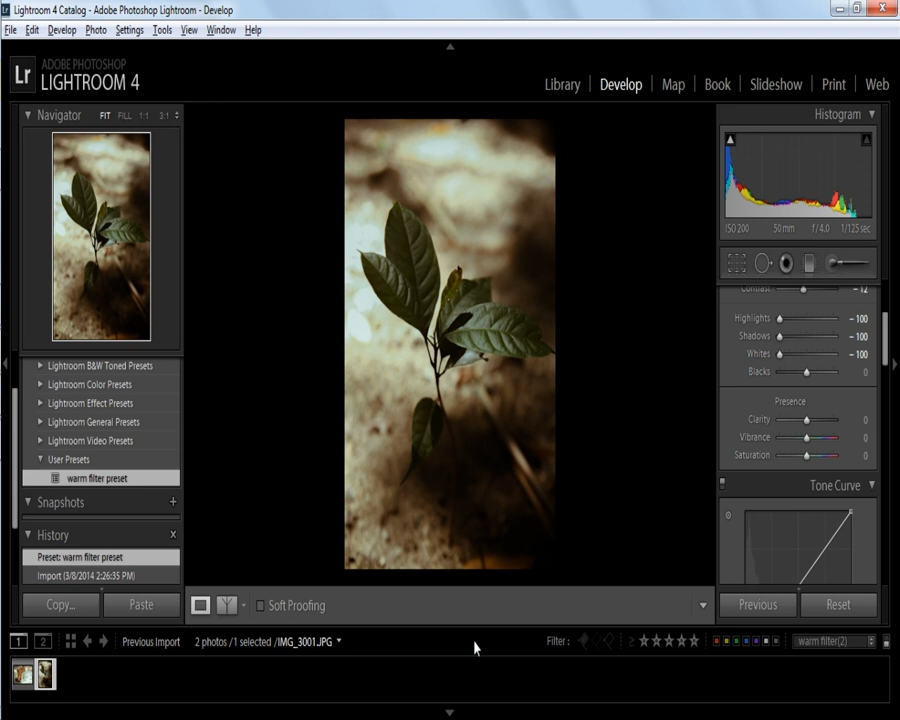 Lightroom 4 Catalog - Adobe Photoshop Lightroom - Develop
File Edit Develop Photo Settings Tools View Window Help
Lr ADOBE PHOTOSHOP
LIGHTROOM 4
Library Develop Map Book Slideshow Print Web
Navigator FIT FILL 1:1 3:1
Lightroom B&W Toned Presets
Lightroom Color Presets
Lightroom Effect Presets
Lightroom General Presets
Lightroom Video Presets
User Presets
warm filter preset
Snapshots
History
Preset: warm filter preset
Import (3/8/2014 2:26:35 PM)
Copy... Paste
Soft Proofing
Histogram
ISO 200 50 mm f/4.0 1/125 sec
Contrast -12
Highlights -100
Shadows -100
Whites -100
Blacks 0
Presence
Clarity 0
Vibrance 0
Saturation 0
Tone Curve
Previous Reset
1 2 Previous Import 2 photos /1 selected /IMG_3001.JPG Filter : warm filter(2)